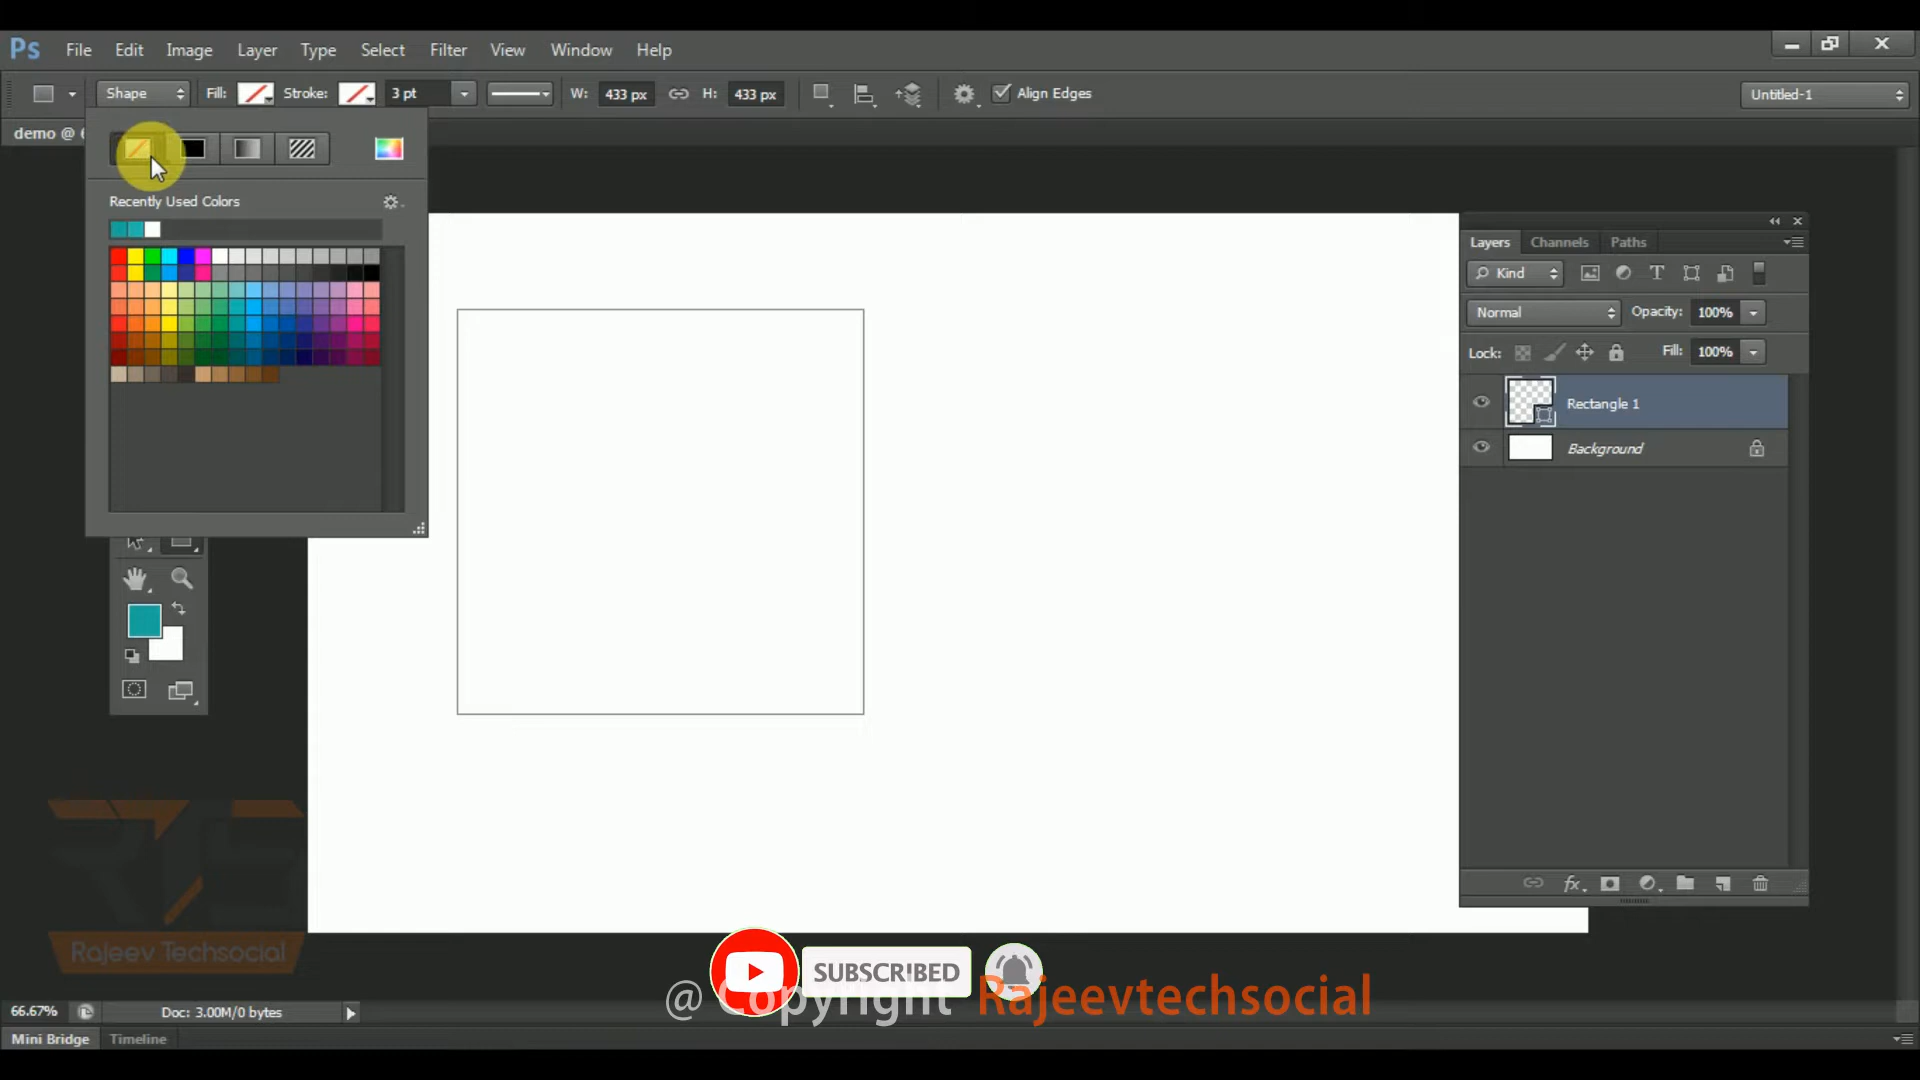 Ps File Edit Image Layer Type Select Filter View Window Help
Shape Fill: Stroke: 3 pt W: 433 px H: 433 px Align Edges Untitled-1
demo @ 6
Recently Used Colors
Layers Channels Paths
Kind
Normal Opacity: 100%
Lock: Fill: 100%
Rectangle 1
Background
RTS
Rajeev Techsocial
SUBSCRIBED
@ Copyright Rajeevtechsocial
66.67% Doc: 3.00M/0 bytes
Mini Bridge Timeline